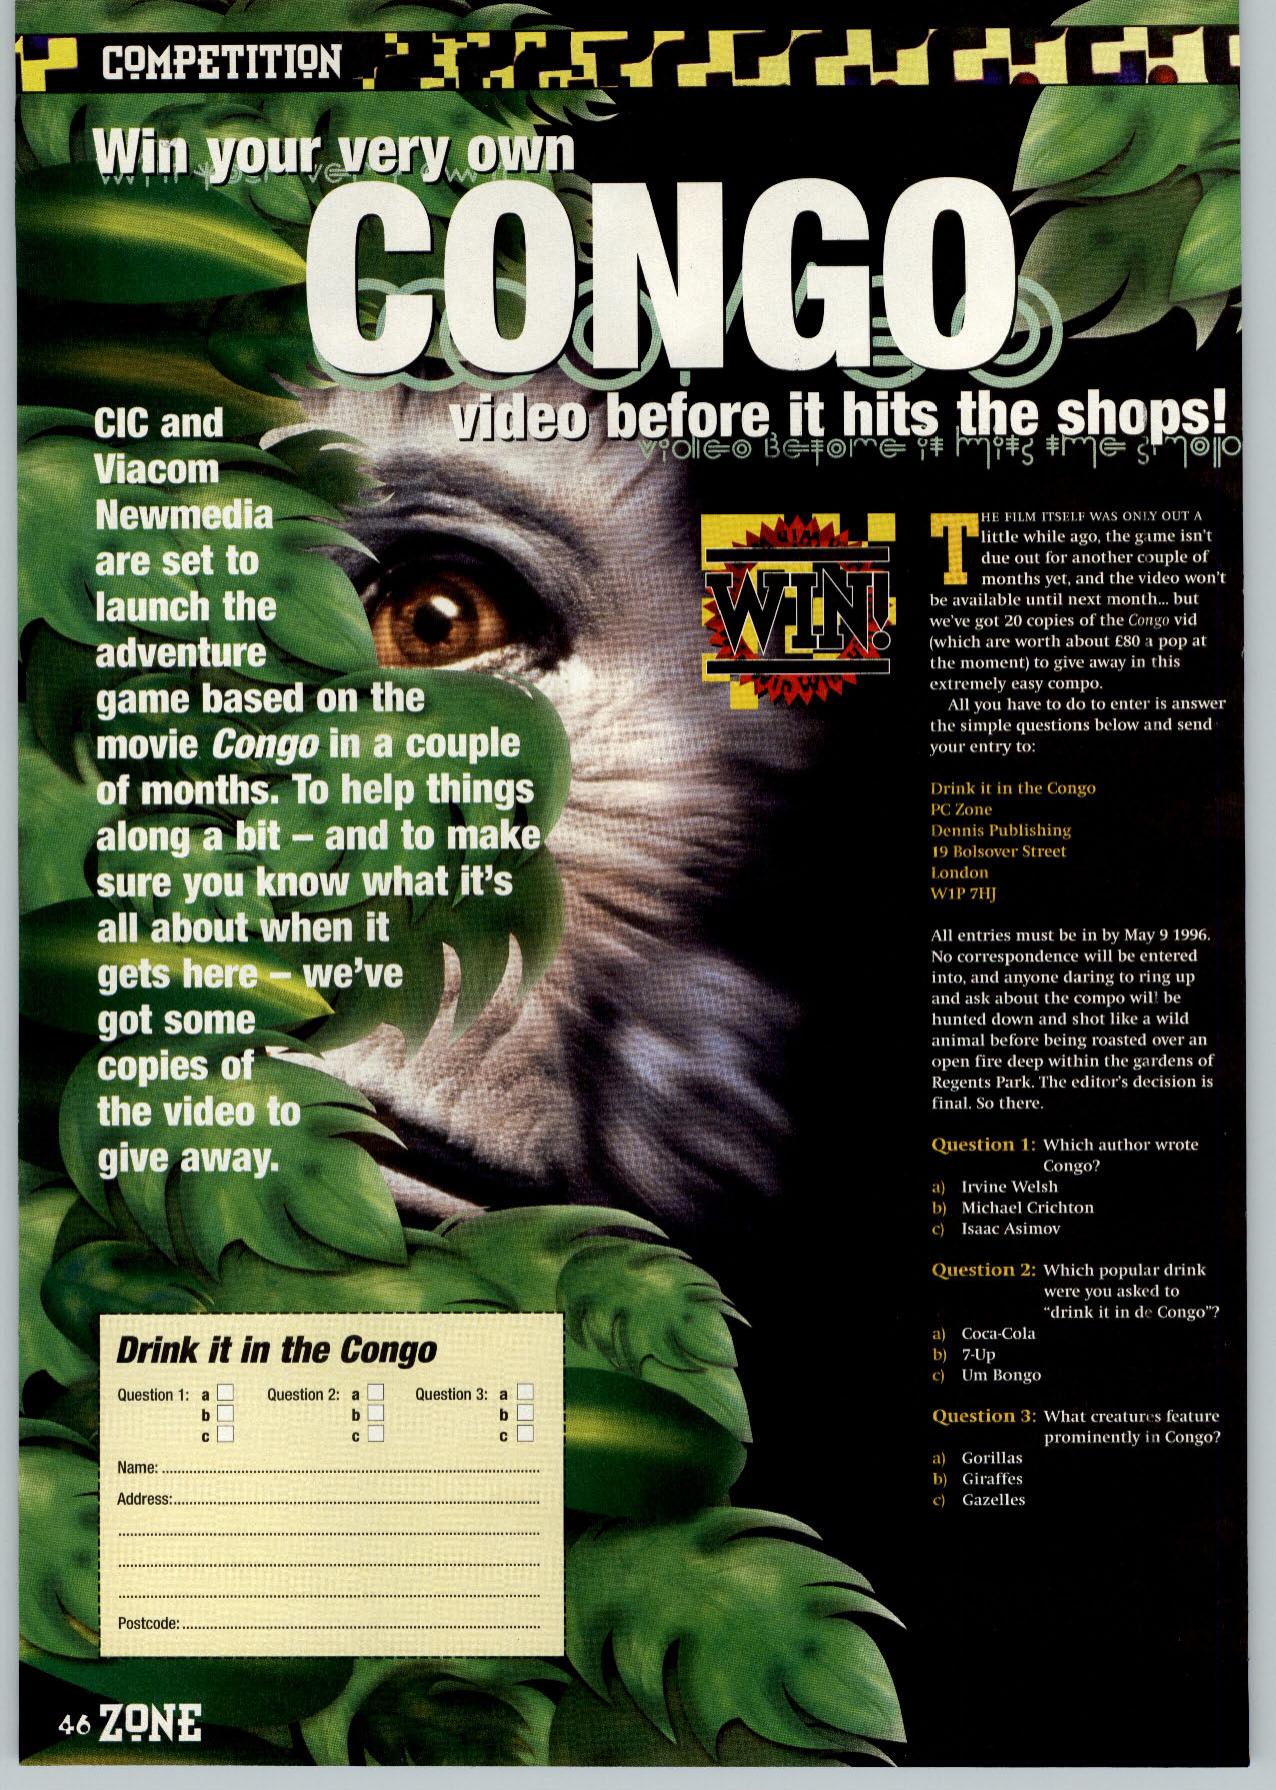 COMPETITION
Win your very own
CONGO
video before it hits the shops!
CIC and
Viacom
Newmedia
are set to
launch the
adventure
game based on the
movie Congo in a couple
of months. To help things
along a bit – and to make
sure you know what it's
all about when it
gets here – we've
got some
copies of
the video to
give away.
WIN!
THE FILM ITSELF WAS ONLY OUT A
little while ago, the game isn't
due out for another couple of
months yet, and the video won't
be available until next month... but
we've got 20 copies of the Congo vid
(which are worth about £80 a pop at
the moment) to give away in this
extremely easy compo.
All you have to do to enter is answer
the simple questions below and send
your entry to:
Drink it in the Congo
PC Zone
Dennis Publishing
19 Bolsover Street
London
W1P 7HJ
All entries must be in by May 9 1996.
No correspondence will be entered
into, and anyone daring to ring up
and ask about the compo will be
hunted down and shot like a wild
animal before being roasted over an
open fire deep within the gardens of
Regents Park. The editor's decision is
final. So there.
Question 1: Which author wrote
Congo?
a) Irvine Welsh
b) Michael Crichton
c) Isaac Asimov
Question 2: Which popular drink
were you asked to
"drink it in de Congo"?
a) Coca-Cola
b) 7-Up
c) Um Bongo
Question 3: What creatures feature
prominently in Congo?
a) Gorillas
b) Giraffes
c) Gazelles
Drink it in the Congo
Question 1: a Question 2: a Question 3: a
b b b
c c c
Name:
Address:
Postcode:
46 ZONE